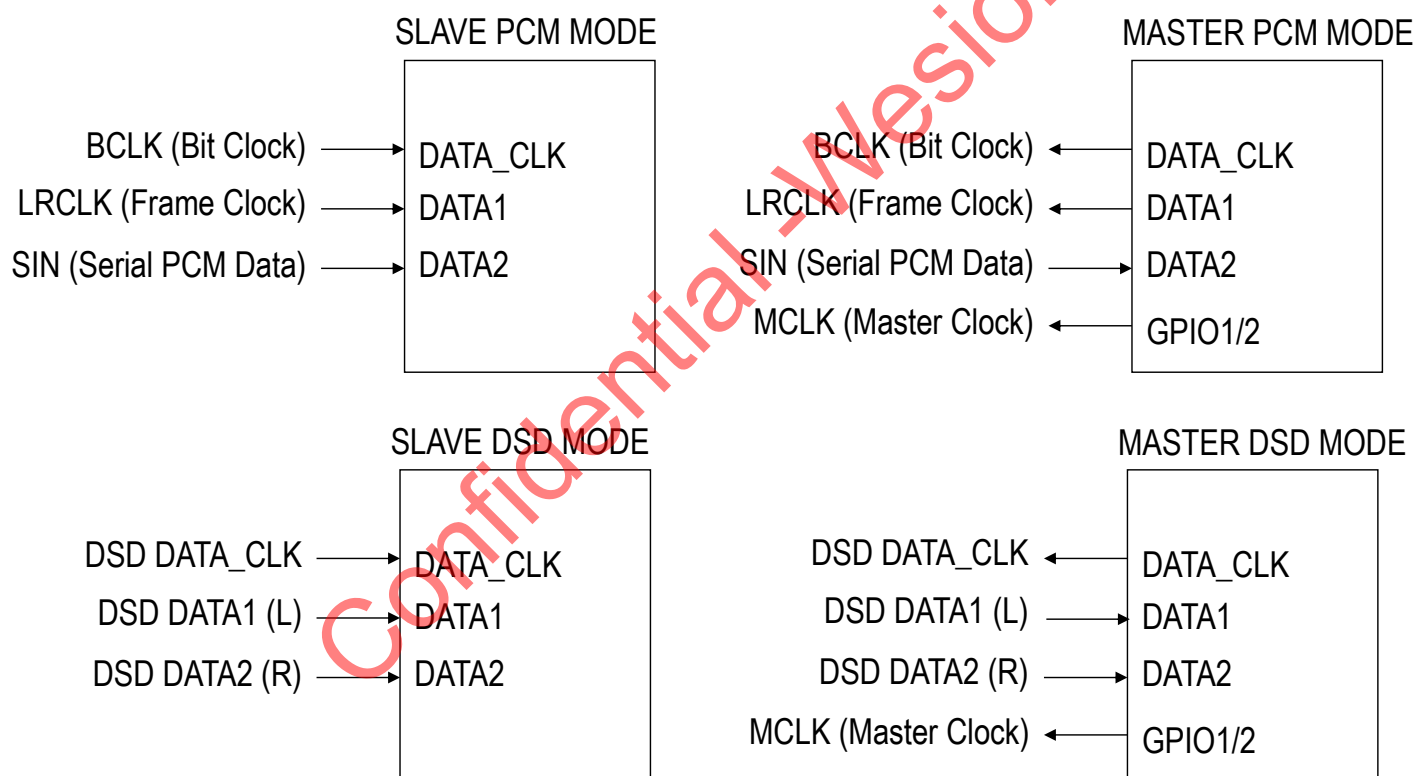 SLAVE PCM MODE
BCLK (Bit Clock)
LRCLK (Frame Clock)
SIN (Serial PCM Data)
DATA_CLK
DATA1
DATA2
MASTER PCM MODE
BCLK (Bit Clock)
LRCLK (Frame Clock)
SIN (Serial PCM Data)
MCLK (Master Clock)
DATA_CLK
DATA1
DATA2
GPIO1/2
SLAVE DSD MODE
DSD DATA_CLK
DSD DATA1 (L)
DSD DATA2 (R)
DATA_CLK
DATA1
DATA2
MASTER DSD MODE
DSD DATA_CLK
DSD DATA1 (L)
DSD DATA2 (R)
MCLK (Master Clock)
DATA_CLK
DATA1
DATA2
GPIO1/2
Confidential -Wesion